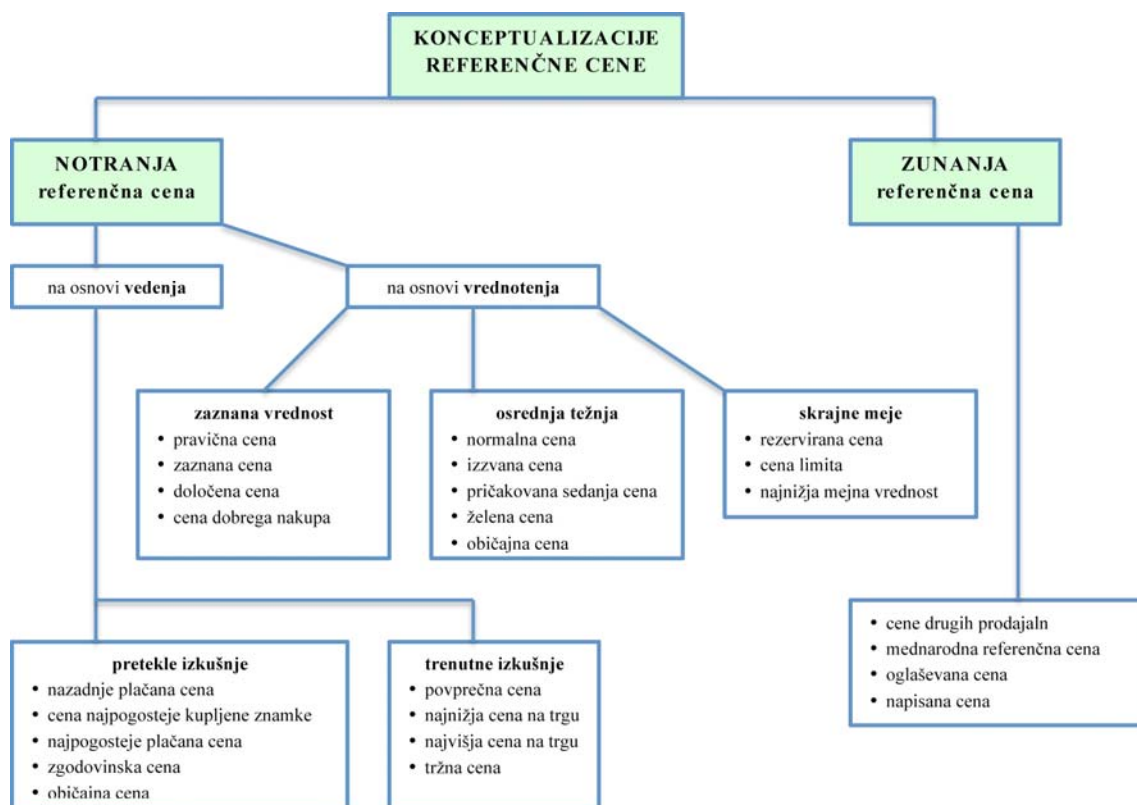 KONCEPTUALIZACIJE
REFERENČNE CENE
NOTRANJA
referenčna cena
ZUNANJA
referenčna cena
na osnovi vedenja
na osnovi vrednotenja
zaznana vrednost
• pravična cena
• zaznana cena
• določena cena
• cena dobrega nakupa
osrednja težnja
• normalna cena
• izzvana cena
• pričakovana sedanja cena
• želena cena
• običajna cena
skrajne meje
• rezervirana cena
• cena limita
• najnižja mejna vrednost
• cene drugih prodajaln
• mednarodna referenčna cena
• oglaševana cena
• napisana cena
pretekle izkušnje
• nazadnje plačana cena
• cena najpogosteje kupljene znamke
• najpogosteje plačana cena
• zgodovinska cena
• običajna cena
trenutne izkušnje
• povprečna cena
• najnižja cena na trgu
• najvišja cena na trgu
• tržna cena